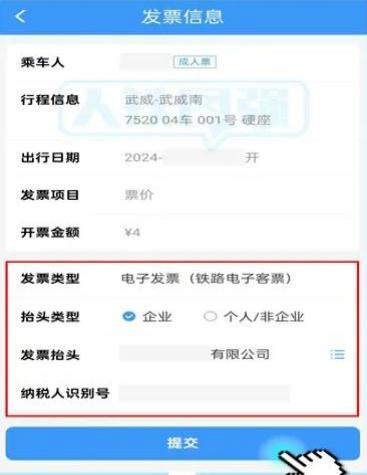 发票信息
乘车人 成人票
行程信息 武威-武威南
7520 04车 001号 硬座
出行日期 2024- 开
发票项目 票价
开票金额 ¥4
发票类型 电子发票（铁路电子客票）
抬头类型 企业 个人/非企业
发票抬头 有限公司
纳税人识别号
提交